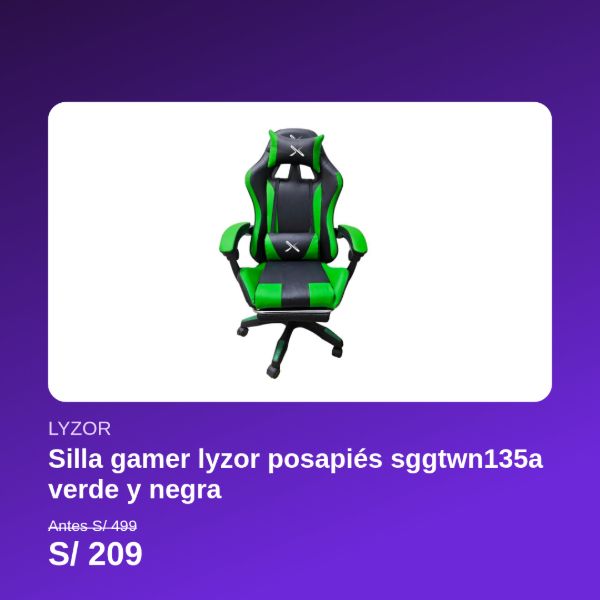 LYZOR
Silla gamer lyzor posapiés sggtwn135a
verde y negra
Antes S/ 499
S/ 209